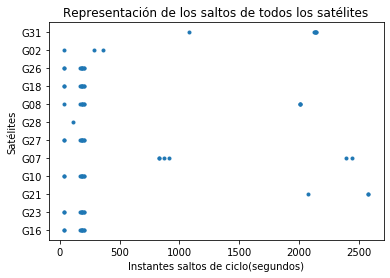 Representación de los saltos de todos los satélites
G31
G02
G26
G18
G08
G28
G27
G07
G10
G21
G23
G16
Satélites
0
500
1000
1500
2000
2500
Instantes saltos de ciclo(segundos)